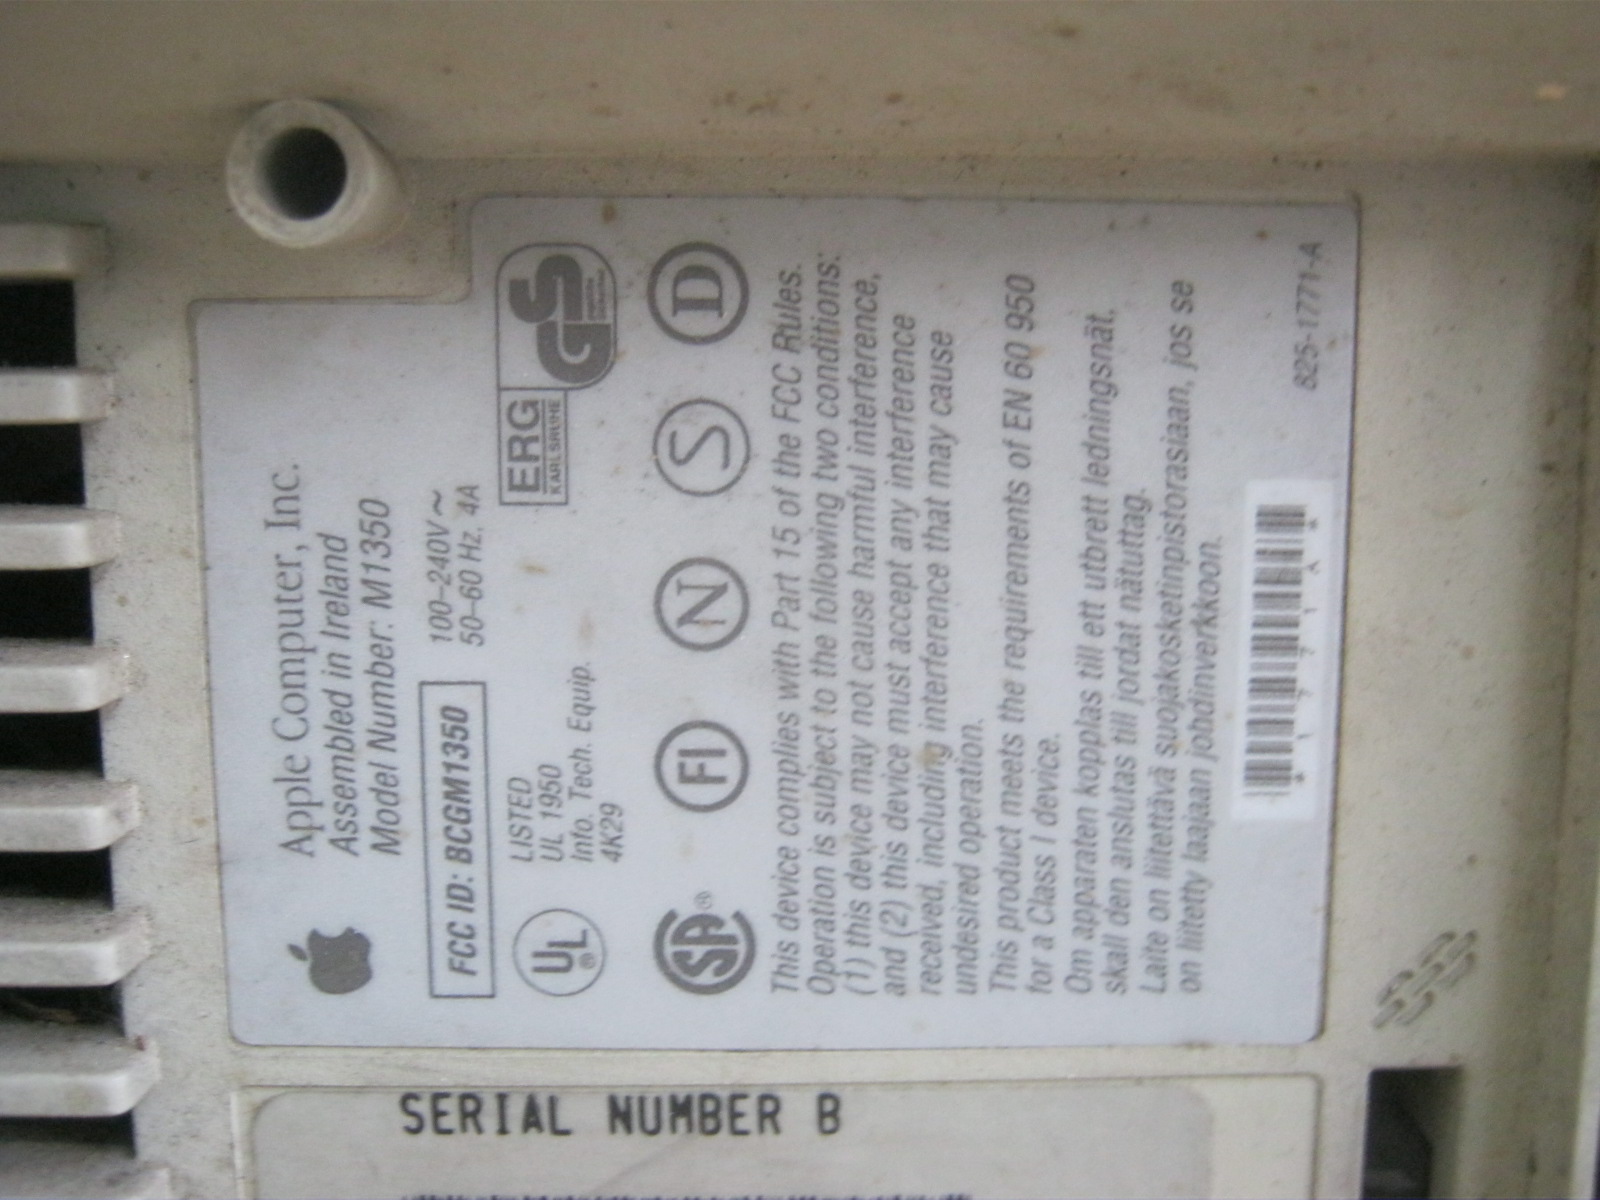 Apple Computer, Inc.
Assembled in Ireland
Model Number: M1350
FCC ID: BCGM1350
100–240V ~
50–60 Hz, 4A
UL®
LISTED
UL 1950
Info. Tech. Equip.
4K29
ERG
KARLSRUHE
GS
SA®
FI
N
S
D
This device complies with Part 15 of the FCC Rules.
Operation is subject to the following two conditions:
(1) this device may not cause harmful interference,
and (2) this device must accept any interference
received, including interference that may cause
undesired operation.
This product meets the requirements of EN 60 950
for a Class I device.
Om apparaten kopplas till ett utbrett ledningsnät,
skall den anslutas till jordat nätuttag.
Laite on liitettävä suojakosketinpistorasiaan, jos se
on liitetty laajaan johdinverkkoon.
*1771AA*
825-1771-A
SERIAL NUMBER B